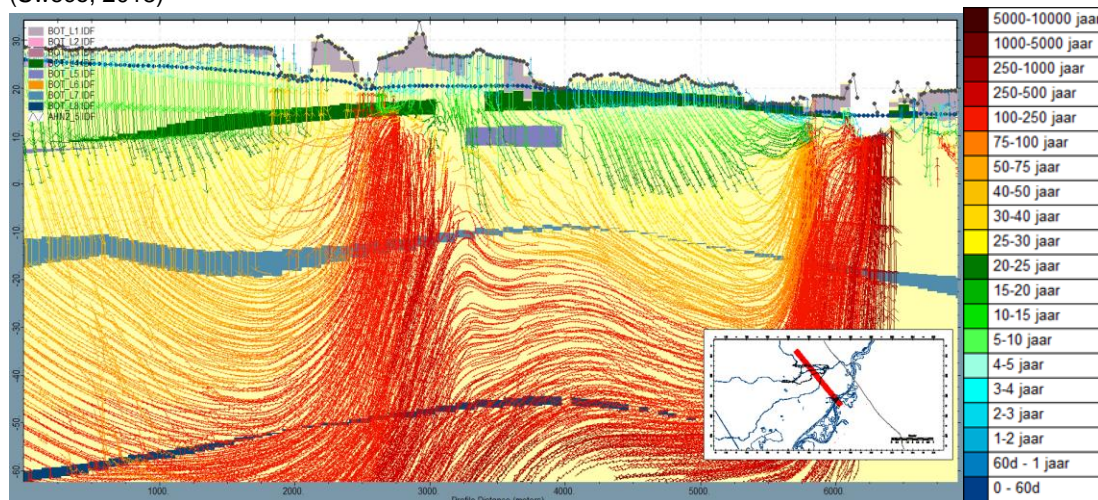 BOT_L1.IDF
BOT_L2.IDF
BOT_L5.IDF
BOT_L6.IDF
BOT_L7.IDF
BOT_L8.IDF
AHN2_5.IDF
30
20
10
0
-10
-20
-30
-40
-50
-60
1000
2000
3000
4000
5000
6000
Profile Distance (meters)
5000-10000 jaar
1000-5000 jaar
250-1000 jaar
250-500 jaar
100-250 jaar
75-100 jaar
50-75 jaar
40-50 jaar
30-40 jaar
25-30 jaar
20-25 jaar
15-20 jaar
10-15 jaar
5-10 jaar
4-5 jaar
3-4 jaar
2-3 jaar
1-2 jaar
60d - 1 jaar
0 - 60d